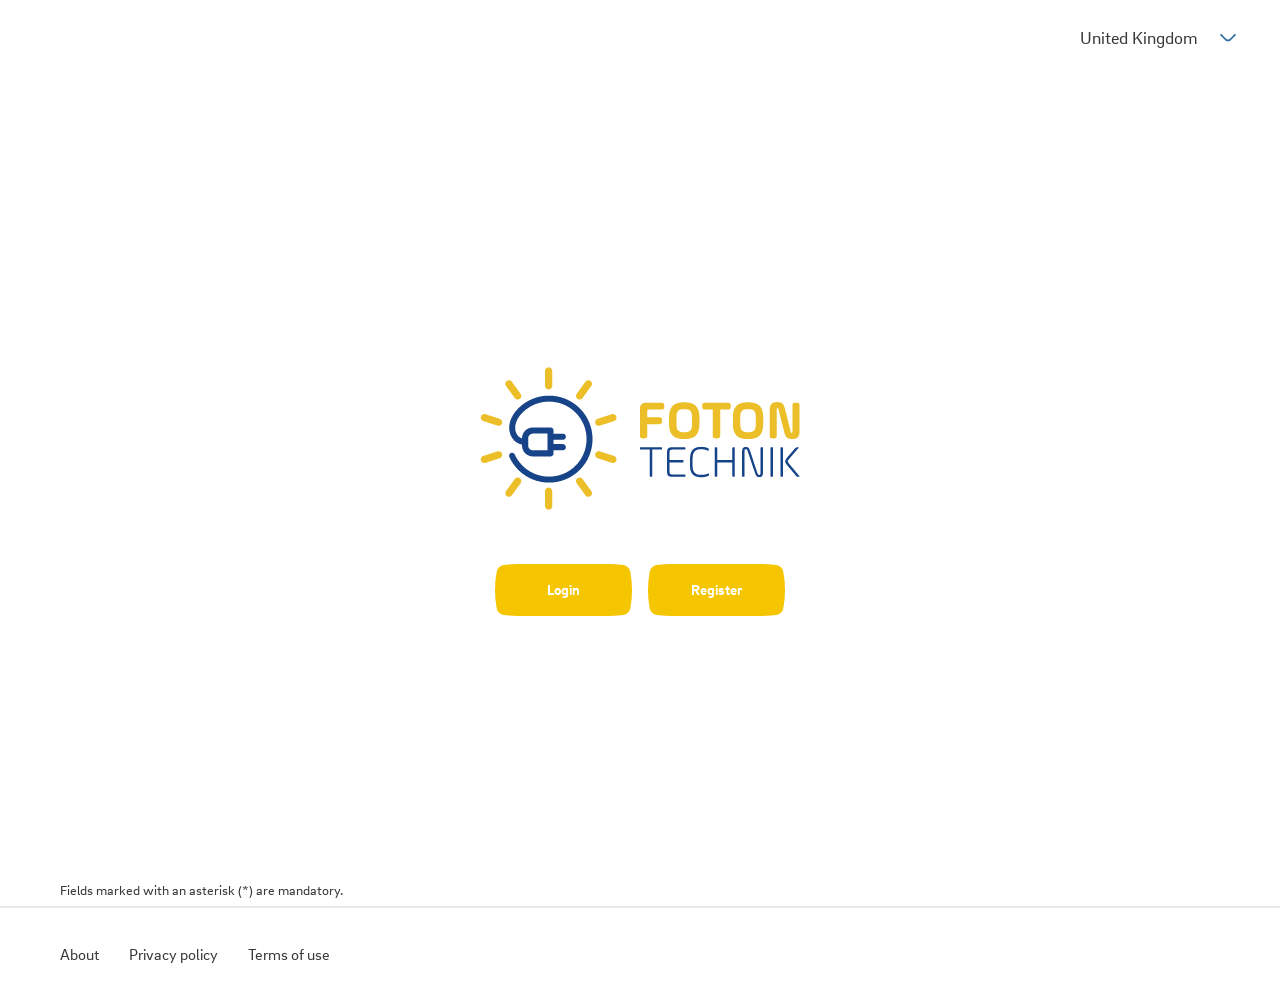 United Kingdom
FOTON
TECHNIK
Login
Register
Fields marked with an asterisk (*) are mandatory.
About
Privacy policy
Terms of use